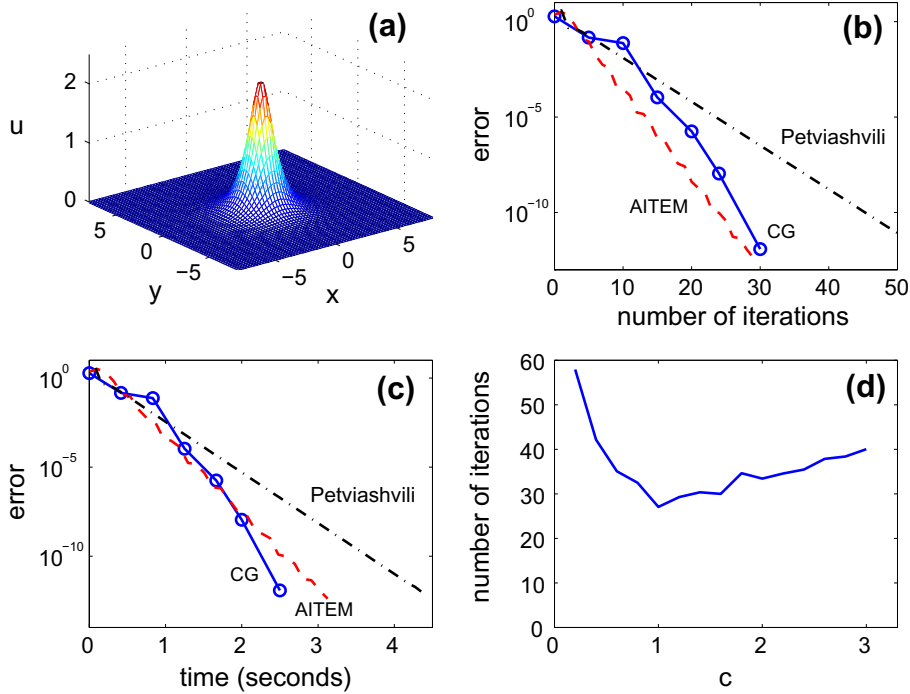 (a)
u
2
1
0
5
0
−5
y
−5
0
5
x
(b)
error
10^0
10^−5
10^−10
Petviashvili
AITEM
CG
0
10
20
30
40
50
number of iterations
(c)
error
10^0
10^−5
10^−10
Petviashvili
CG
AITEM
0
1
2
3
4
time (seconds)
(d)
number of iterations
60
50
40
30
20
10
0
0
1
2
3
c